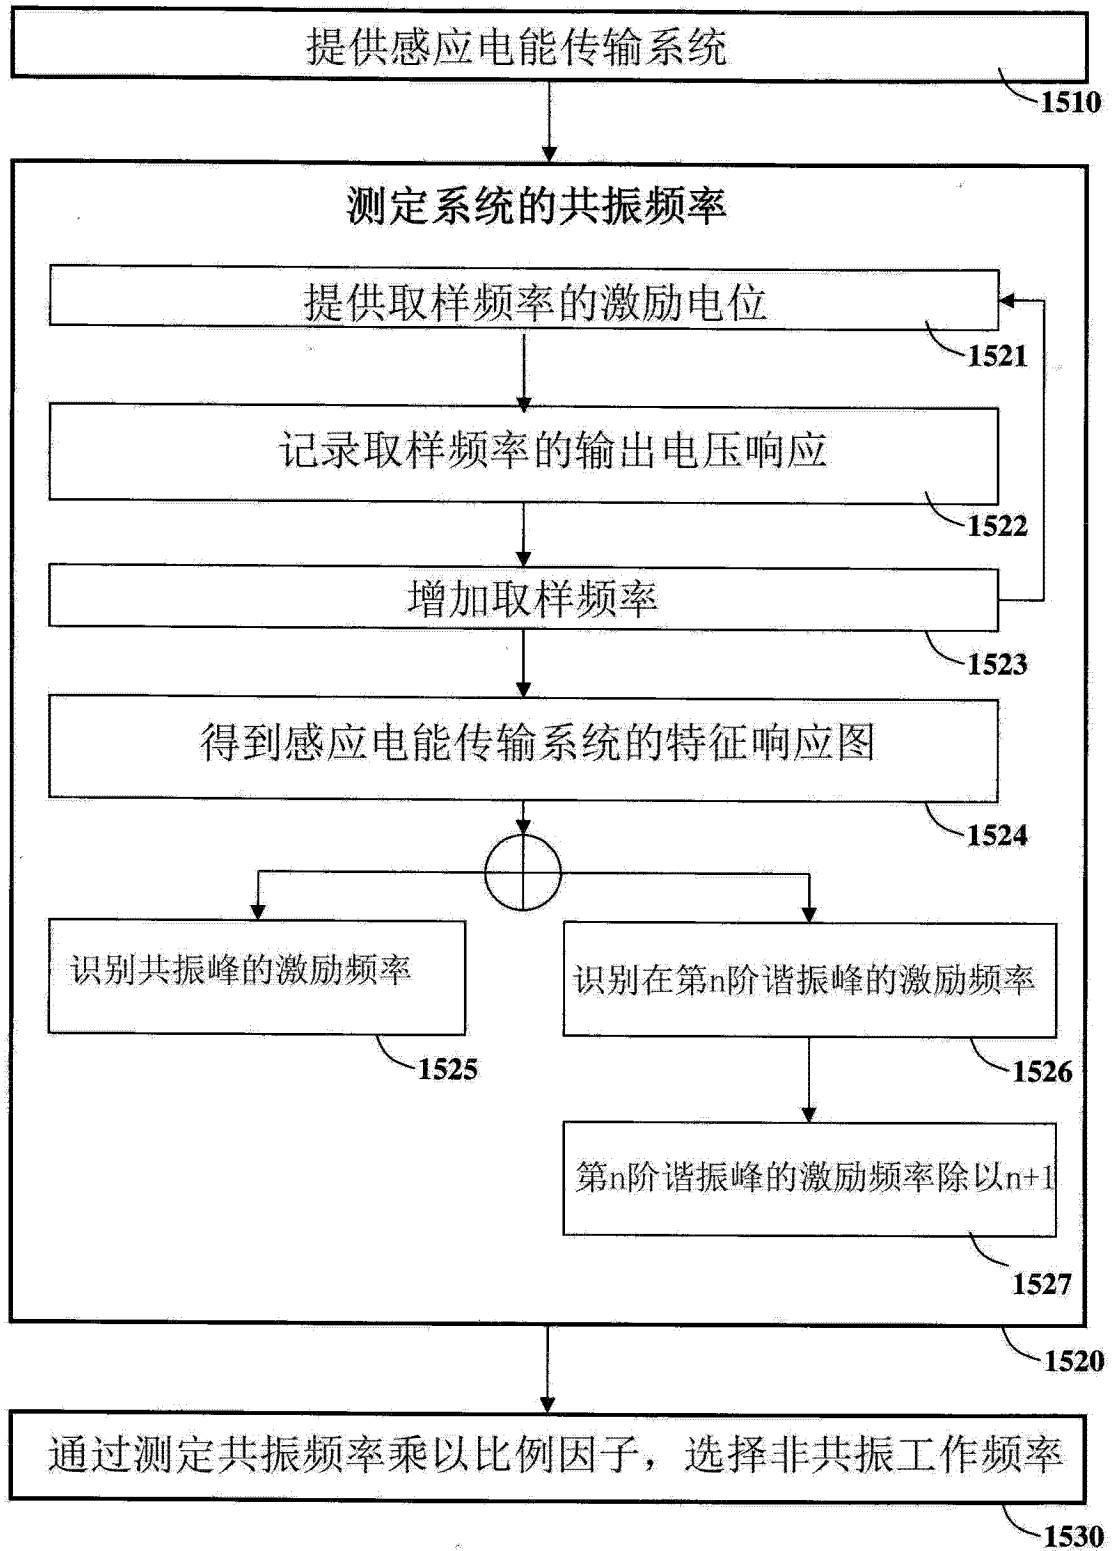 提供感应电能传输系统
1510
测定系统的共振频率
提供取样频率的激励电位
1521
记录取样频率的输出电压响应
1522
增加取样频率
1523
得到感应电能传输系统的特征响应图
1524
识别共振峰的激励频率
1525
识别在第n阶谐振峰的激励频率
1526
第n阶谐振峰的激励频率除以n+1
1527
1520
通过测定共振频率乘以比例因子，选择非共振工作频率
1530